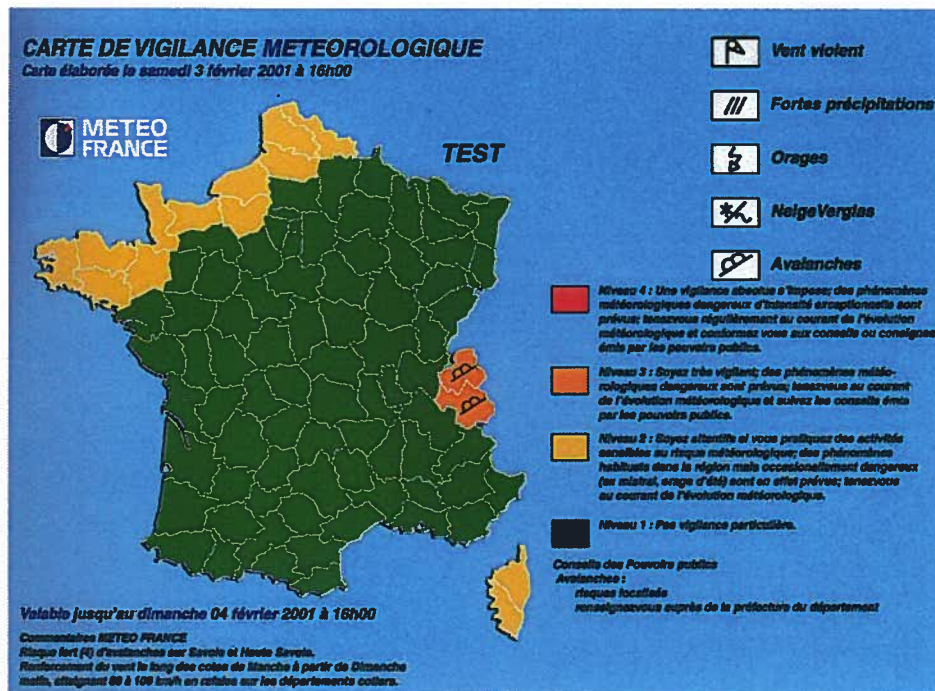 CARTE DE VIGILANCE METEOROLOGIQUE
Carte élaborée le samedi 3 février 2001 à 16h00
METEO
FRANCE
TEST
Vent violent
Fortes précipitations
Orages
NeigeVerglas
Avalanches
Niveau 4 : Une vigilance absolue s'impose; des phénomènes
météorologiques dangereux d'intensité exceptionnelle sont
prévus; tenezvous régulièrement au courant de l'évolution
météorologique et conformez vous aux conseils ou consignes
émis par les pouvoirs publics.
Niveau 3 : Soyez très vigilant; des phénomènes météo-
rologiques dangereux sont prévus; tenezvous au courant
de l'évolution météorologique et suivez les conseils émis
par les pouvoirs publics.
Niveau 2 : Soyez attentifs si vous pratiquez des activités
sensibles au risque météorologique; des phénomènes
habituels dans la région mais occasionellement dangereux
(ex mistral, orage d'été) sont en effet prévus; tenezvous
au courant de l'évolution météorologique.
Niveau 1 : Pas vigilance particulière.
Conseils des Pouvoirs publics
Avalanches :
risques localisés
renseignezvous auprès de la préfecture du département
Valable jusqu'au dimanche 04 février 2001 à 16h00
Commentaires METEO FRANCE
Risque fort (4) d'avalanches sur Savoie et Haute Savoie.
Renforcement du vent le long des cotes de Manche à partir de Dimanche
matin, atteignant 80 à 100 km/h en rafales sur les départements cotiers.